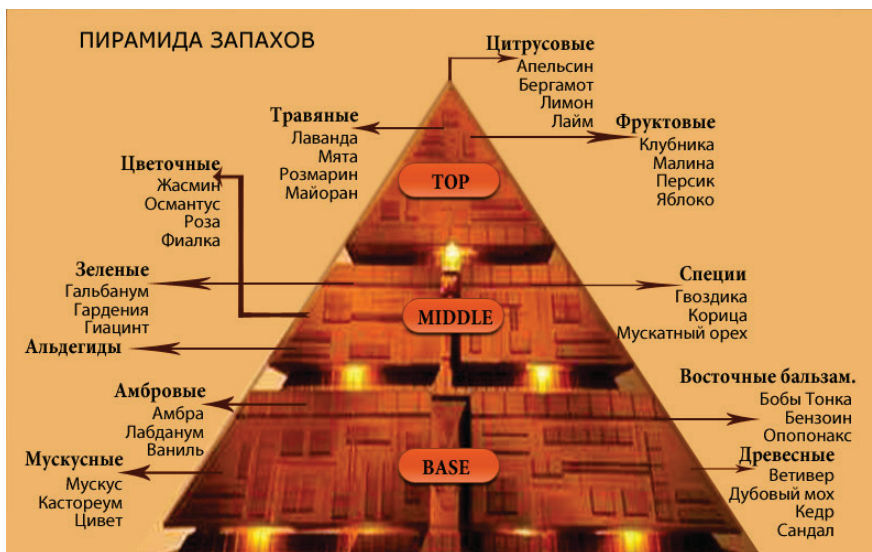 ПИРАМИДА ЗАПАХОВ
Цитрусовые
Апельсин
Бергамот
Лимон
Лайм
Травяные
Лаванда
Мята
Розмарин
Майоран
Фруктовые
Клубника
Малина
Персик
Яблоко
TOP
Цветочные
Жасмин
Османтус
Роза
Фиалка
Зеленые
Гальбанум
Гардения
Гиацинт
Альдегиды
Специи
Гвоздика
Корица
Мускатный орех
MIDDLE
Амбровые
Амбра
Лабданум
Ваниль
Мускусные
Мускус
Кастореум
Цивет
Восточные бальзам.
Бобы Тонка
Бензоин
Опопонакс
Древесные
Ветивер
Дубовый мох
Кедр
Сандал
BASE